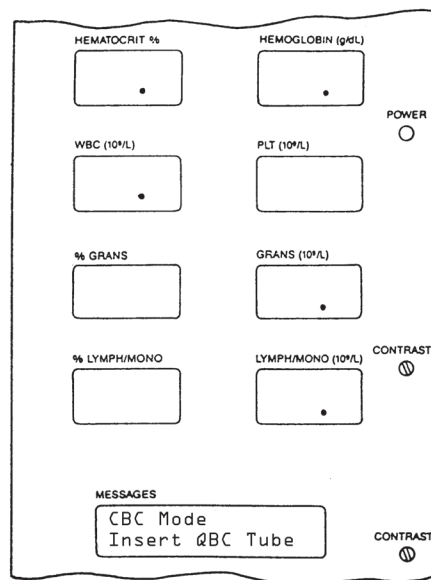 HEMATOCRIT %
HEMOGLOBIN (g/dL)
POWER
WBC (10⁹/L)
PLT (10⁹/L)
% GRANS
GRANS (10⁹/L)
% LYMPH/MONO
LYMPH/MONO (10⁹/L)
CONTRAST
MESSAGES
CBC Mode
Insert QBC Tube
CONTRAST